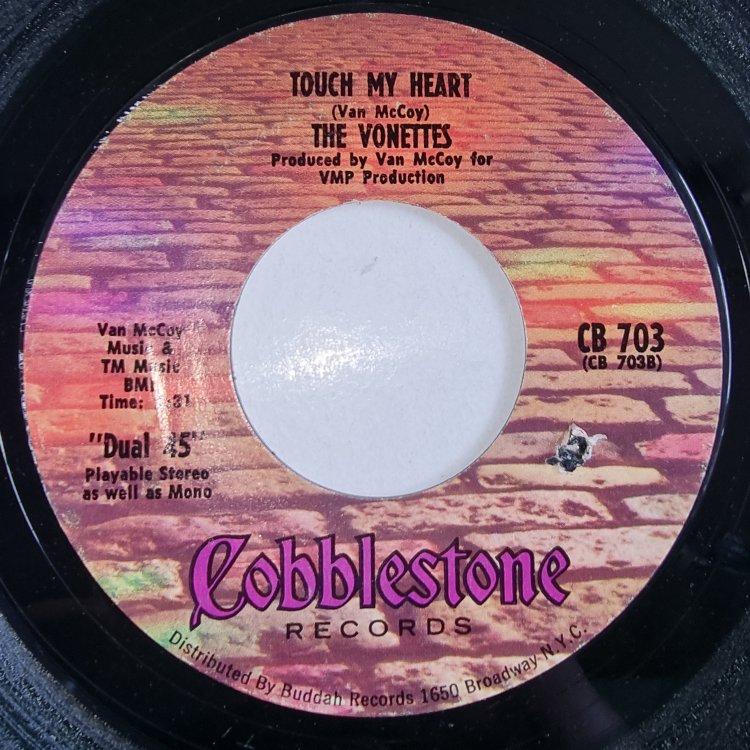 TOUCH MY HEART
(Van McCoy)
THE VONETTES
Produced by Van McCoy for
VMP Production
Van McCoy
Music &
TM Music
BMI
Time: :31
CB 703
(CB 703B)
"Dual 45"
Playable Stereo
as well as Mono
Cobblestone
RECORDS
Distributed By Buddah Records 1650 Broadway N.Y.C.